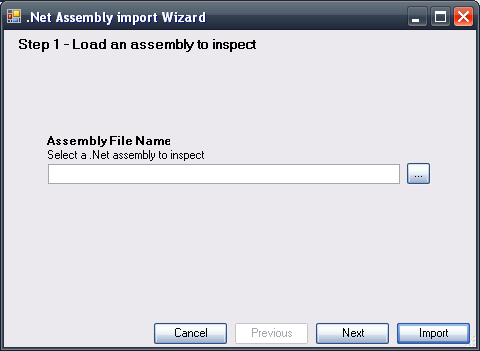 .Net Assembly import Wizard
Step 1 - Load an assembly to inspect
Assembly File Name
Select a .Net assembly to inspect
...
Cancel Previous Next Import